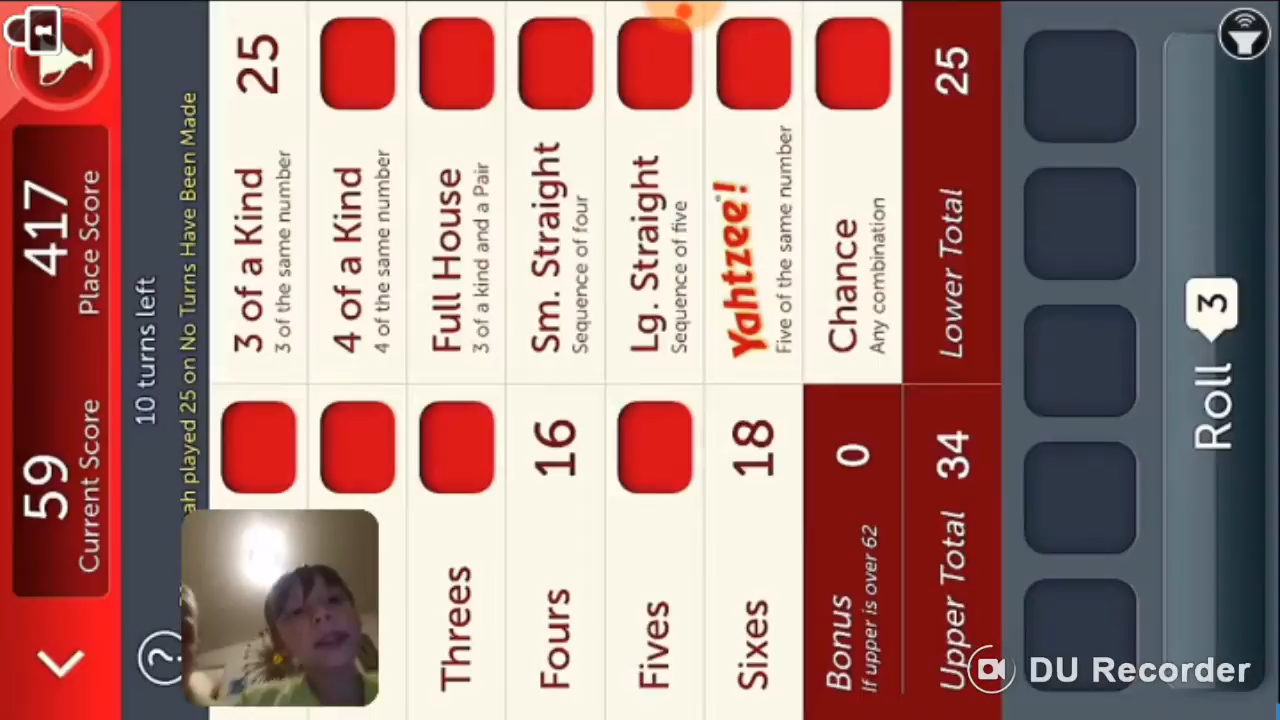 59
Current Score
417
Place Score
10 turns left
ah played 25 on No Turns Have Been Made
?
3 of a Kind
3 of the same number
25
4 of a Kind
4 of the same number
Threes
Full House
3 of a kind and a Pair
Fours
16
Sm. Straight
Sequence of four
Fives
Lg. Straight
Sequence of five
Sixes
18
Yahtzee!
Five of the same number
Bonus
If upper is over 62
0
Chance
Any combination
Upper Total 34
Lower Total 25
Roll 3
DU Recorder